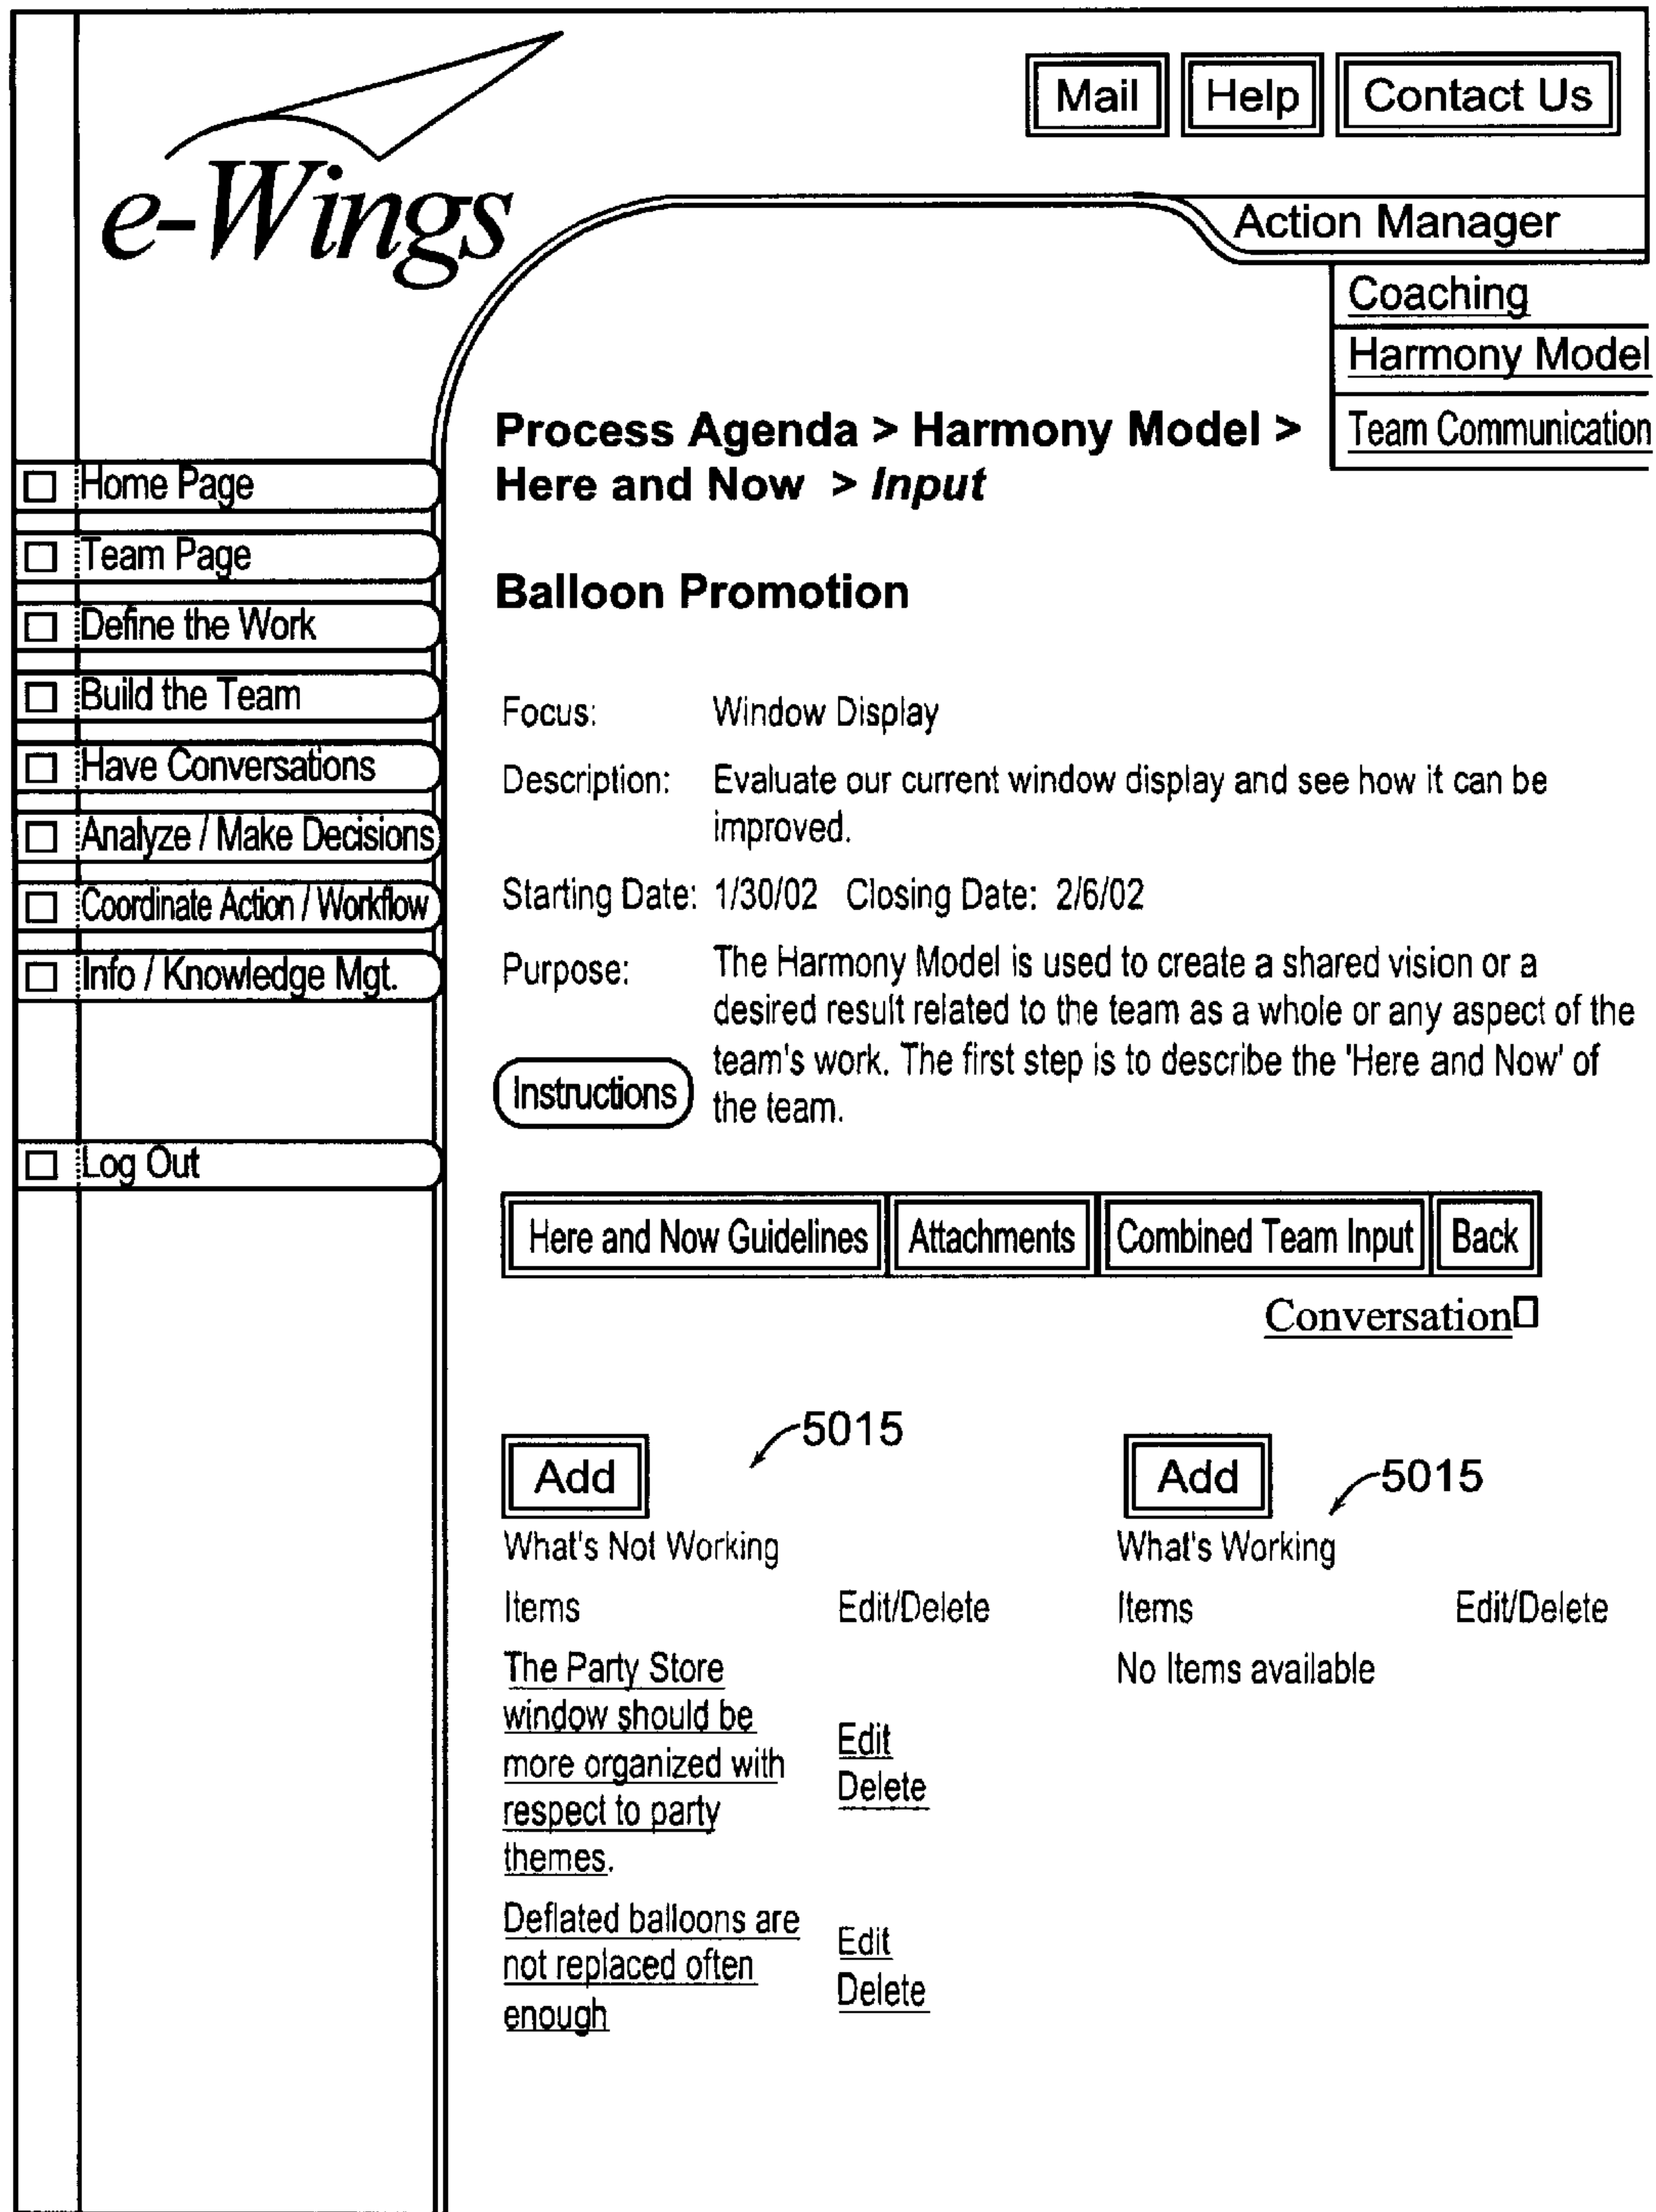 e-Wings
Mail Help Contact Us
Action Manager
Coaching
Harmony Model
Team Communication
Home Page
Team Page
Define the Work
Build the Team
Have Conversations
Analyze / Make Decisions
Coordinate Action / Workflow
Info / Knowledge Mgt.
Log Out
Process Agenda > Harmony Model >
Here and Now > Input
Balloon Promotion
Focus: Window Display
Description: Evaluate our current window display and see how it can be
improved.
Starting Date: 1/30/02 Closing Date: 2/6/02
Purpose: The Harmony Model is used to create a shared vision or a
desired result related to the team as a whole or any aspect of the
team's work. The first step is to describe the 'Here and Now' of
the team.
Instructions
Here and Now Guidelines Attachments Combined Team Input Back
Conversation
Add 5015
What's Not Working
Items Edit/Delete
The Party Store
window should be
more organized with
respect to party
themes.
Edit
Delete
Deflated balloons are
not replaced often
enough
Edit
Delete
Add 5015
What's Working
Items Edit/Delete
No Items available